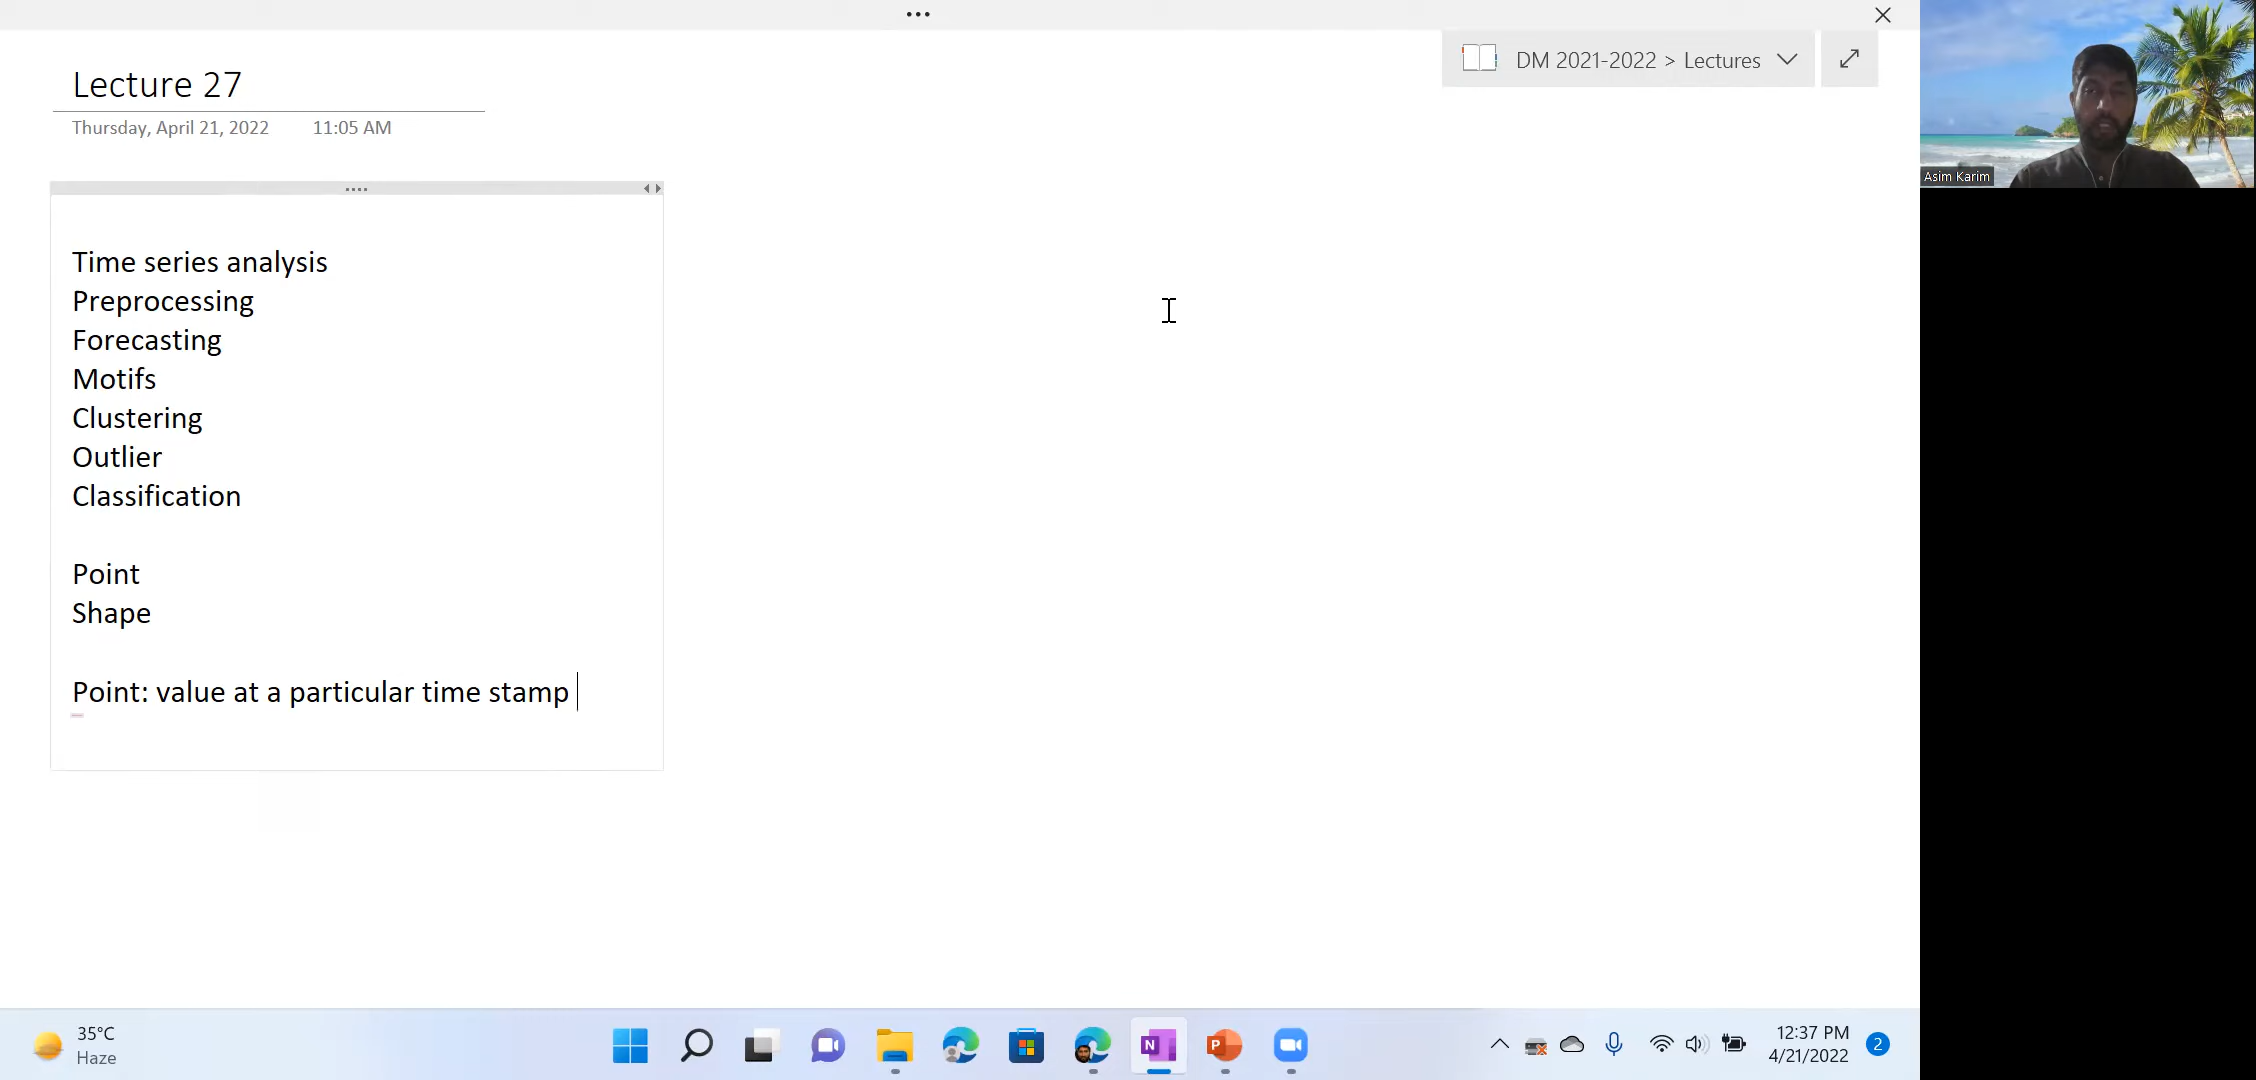 DM 2021-2022 > Lectures
Lecture 27
Thursday, April 21, 2022 11:05 AM
Asim Karim
Time series analysis
Preprocessing
Forecasting
Motifs
Clustering
Outlier
Classification
Point
Shape
Point: value at a particular time stamp
35°C
Haze
N
P
12:37 PM
4/21/2022
2